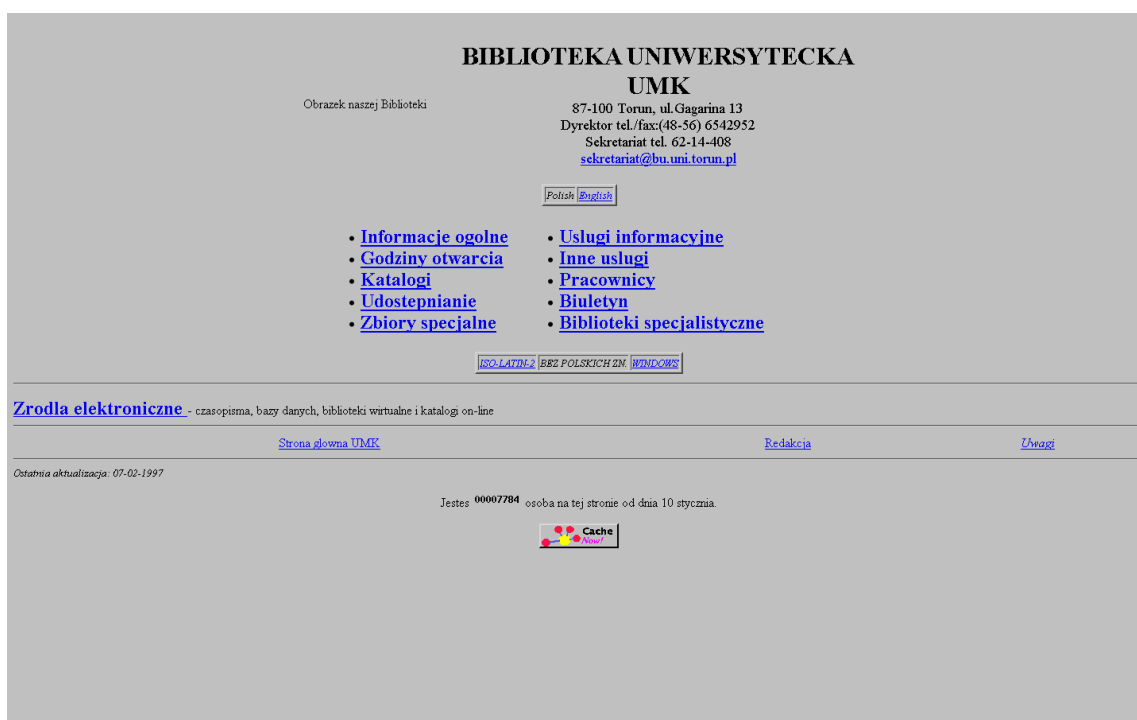 BIBLIOTEKA UNIWERSYTECKA
UMK
Obrazek naszej Biblioteki
87-100 Torun, ul.Gagarina 13
Dyrektor tel./fax:(48-56) 6542952
Sekretariat tel. 62-14-408
sekretariat@bu.uni.torun.pl
Polish English
• Informacje ogolne
• Godziny otwarcia
• Katalogi
• Udostepnianie
• Zbiory specjalne
• Uslugi informacyjne
• Inne uslugi
• Pracownicy
• Biuletyn
• Biblioteki specjalistyczne
ISO-LATIN-2 BEZ POLSKICH ZN. WINDOWS
Zrodla elektroniczne - czasopisma, bazy danych, biblioteki wirtualne i katalogi on-line
Strona glowna UMK Redakcja Uwagi
Ostatnia aktualizacja: 07-02-1997
Jestes 00007784 osoba na tej stronie od dnia 10 stycznia.
Cache
Now!